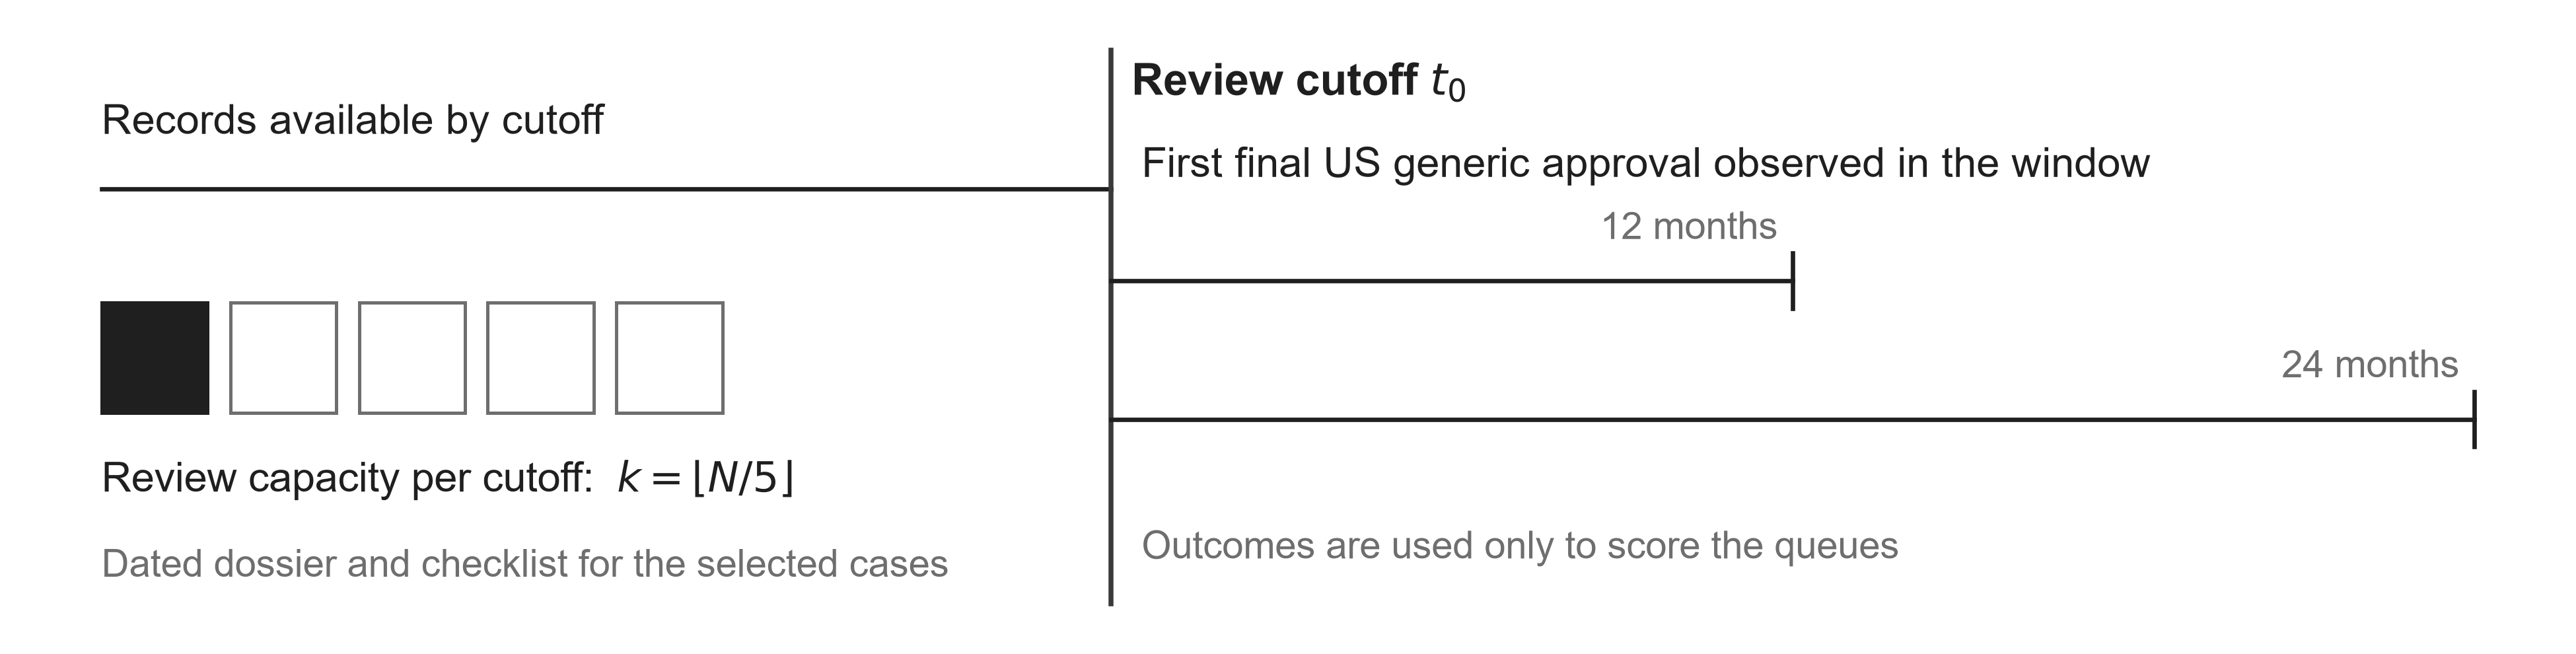 Review cutoff t₀
Records available by cutoff
First final US generic approval observed in the window
12 months
24 months
Review capacity per cutoff: k = ⌊N/5⌋
Outcomes are used only to score the queues
Dated dossier and checklist for the selected cases